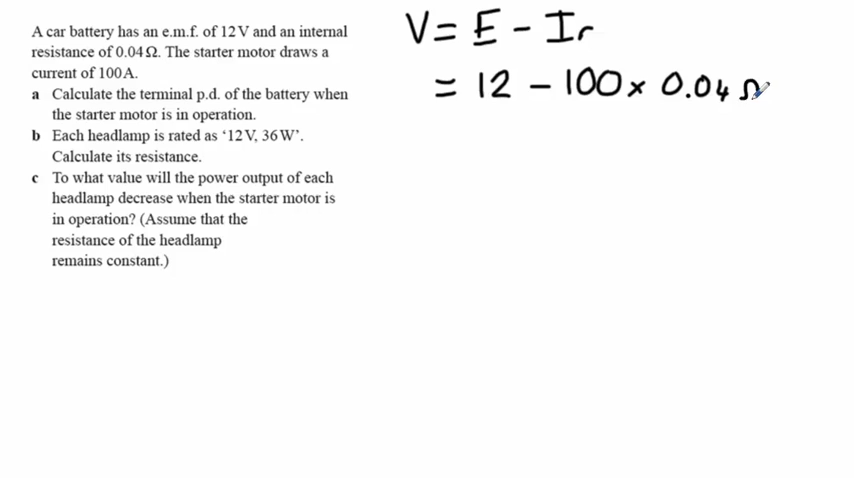 A car battery has an e.m.f. of 12 V and an internal
resistance of 0.04 Ω. The starter motor draws a
current of 100 A.
a Calculate the terminal p.d. of the battery when
the starter motor is in operation.
b Each headlamp is rated as ‘12 V, 36 W’.
Calculate its resistance.
c To what value will the power output of each
headlamp decrease when the starter motor is
in operation? (Assume that the
resistance of the headlamp
remains constant.)
V = E - Ir
= 12 - 100 × 0.04 Ω